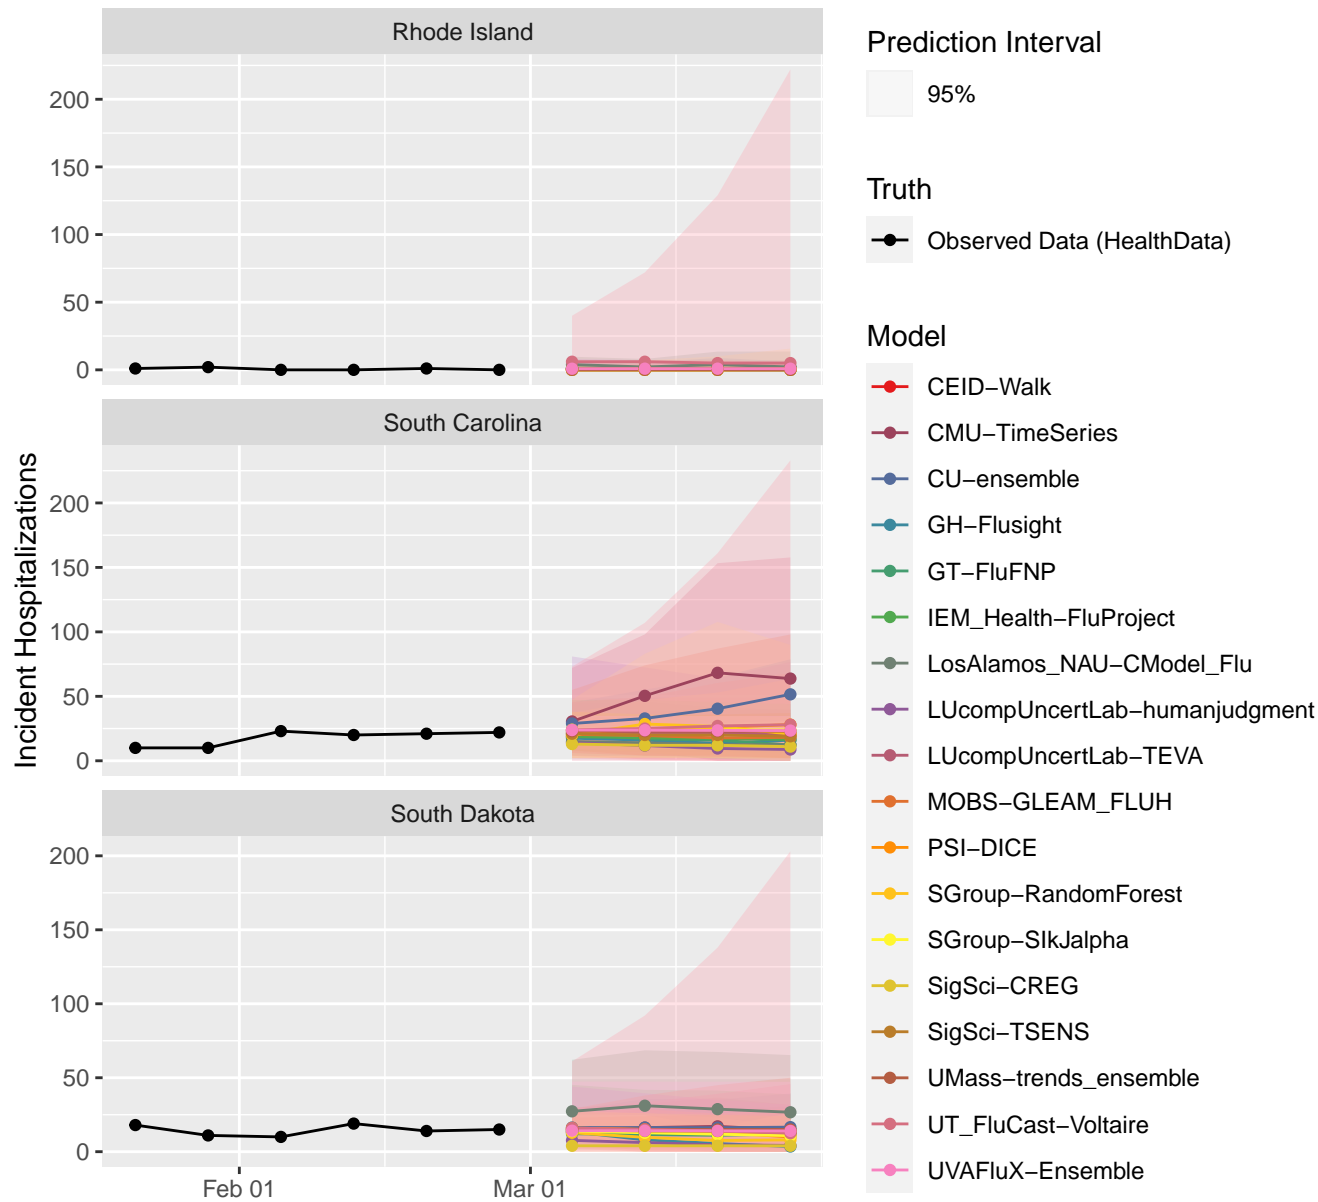 Rhode Island
200
150
100
50
0
South Carolina
200
150
100
50
0
South Dakota
200
150
100
50
0
Feb 01
Mar 01
Incident Hospitalizations
Prediction Interval
95%
Truth
Observed Data (HealthData)
Model
CEID−Walk
CMU−TimeSeries
CU−ensemble
GH−Flusight
GT−FluFNP
IEM_Health−FluProject
LosAlamos_NAU−CModel_Flu
LUcompUncertLab−humanjudgment
LUcompUncertLab−TEVA
MOBS−GLEAM_FLUH
PSI−DICE
SGroup−RandomForest
SGroup−SIkJalpha
SigSci−CREG
SigSci−TSENS
UMass−trends_ensemble
UT_FluCast−Voltaire
UVAFluX−Ensemble